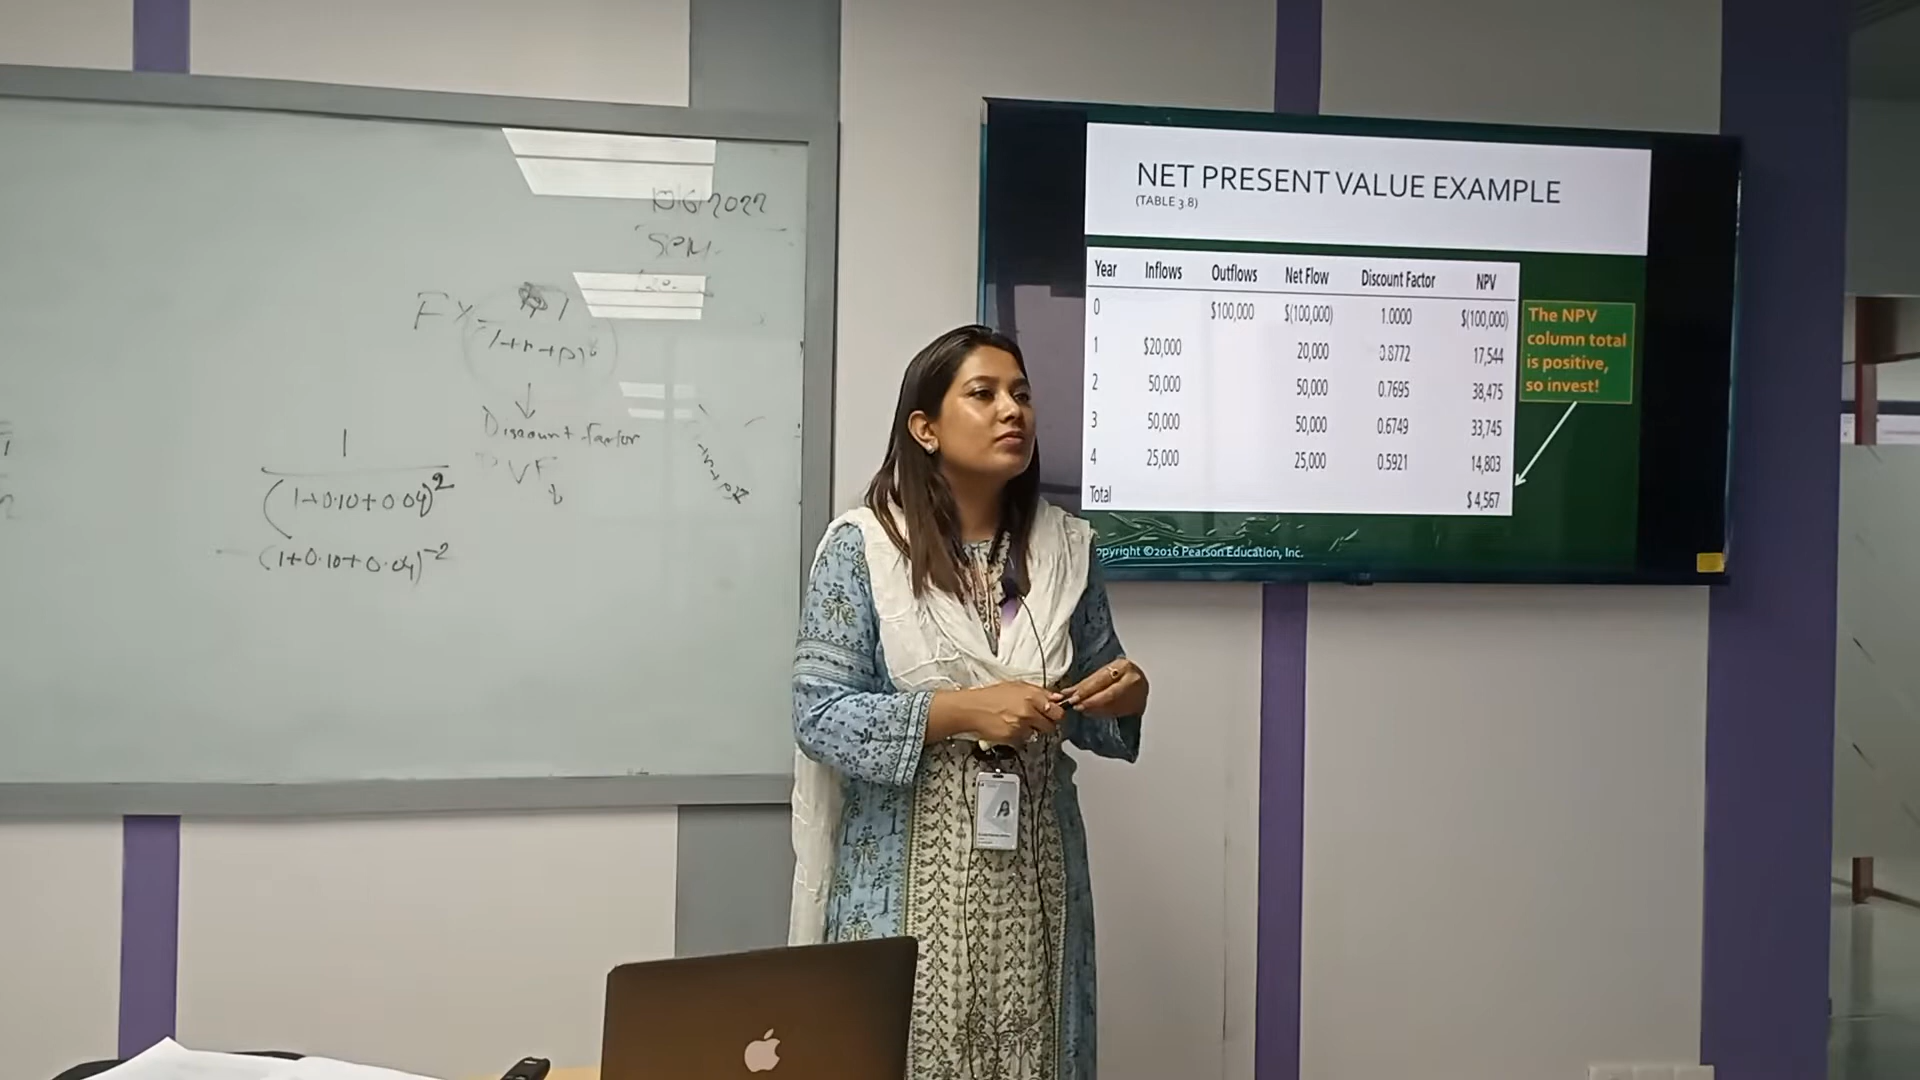 2022
SPM
F ×
1
1+r+p)t
Discount factor
PVF
1
(1+0.10+0.04)2
(1+0.10+0.04)-2
NET PRESENT VALUE EXAMPLE
(TABLE 3.8)
Year Inflows Outflows Net Flow Discount Factor NPV
0 $100,000 $(100,000) 1.0000 $(100,000)
1 $20,000 20,000 0.8772 17,544
2 50,000 50,000 0.7695 38,475
3 50,000 50,000 0.6749 33,745
4 25,000 25,000 0.5921 14,803
Total $ 4,567
The NPV
column total
is positive,
so invest!
opyright ©2016 Pearson Education, Inc.